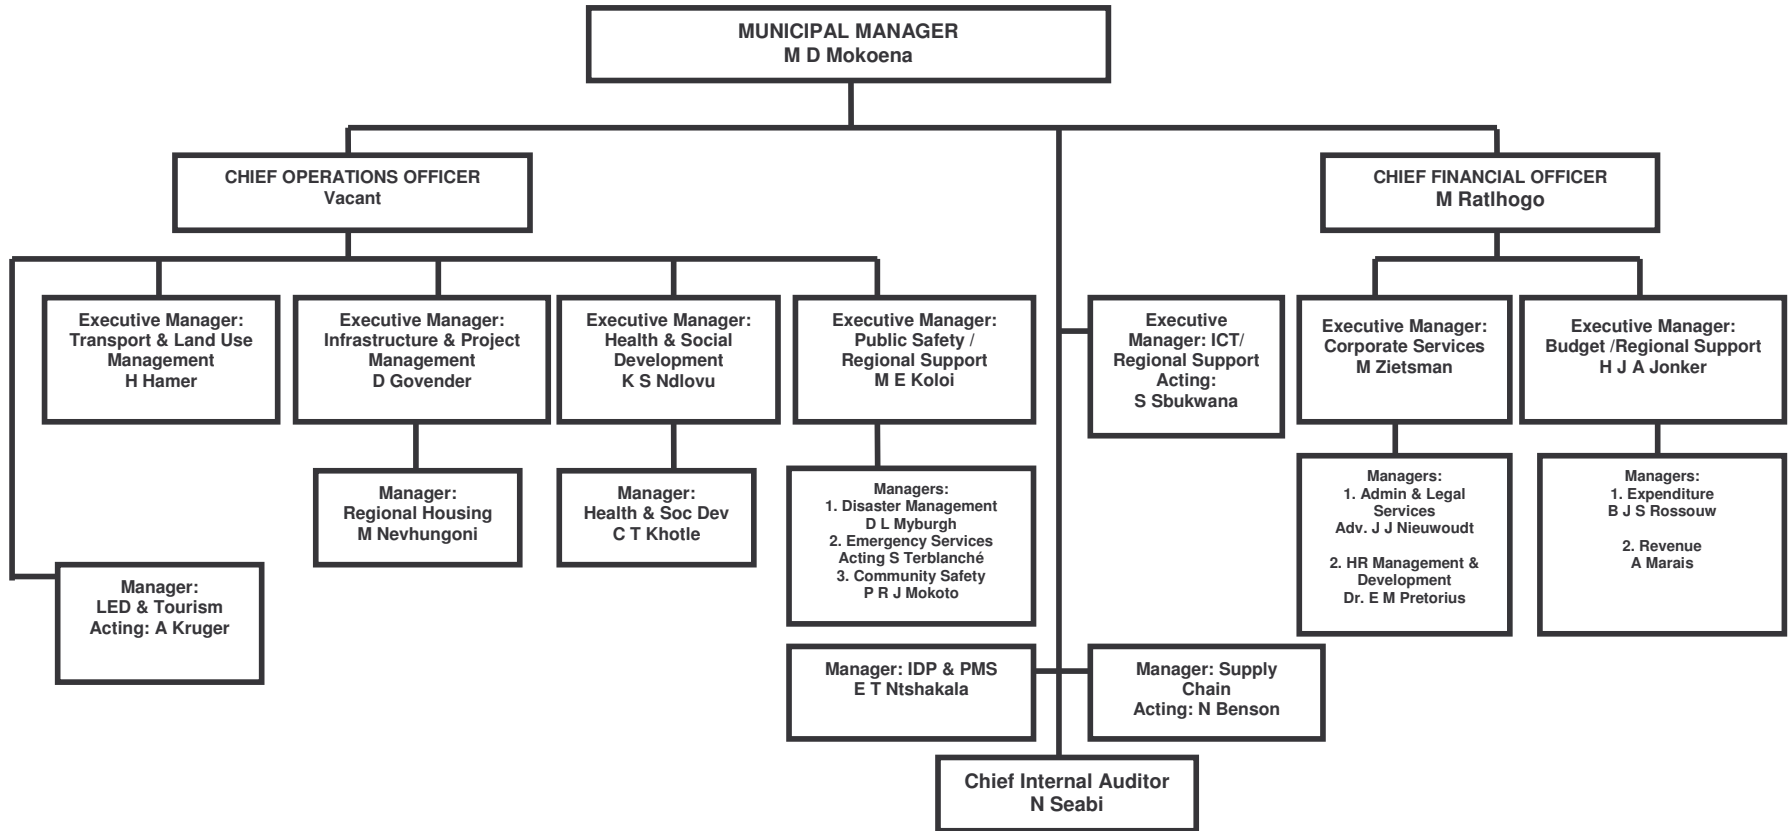 MUNICIPAL MANAGER
M D Mokoena
CHIEF OPERATIONS OFFICER
Vacant
CHIEF FINANCIAL OFFICER
M Ratlhogo
Executive Manager:
Transport & Land Use
Management
H Hamer
Executive Manager:
Infrastructure & Project
Management
D Govender
Executive Manager:
Health & Social
Development
K S Ndlovu
Executive Manager:
Public Safety /
Regional Support
M E Koloi
Executive
Manager: ICT/
Regional Support
Acting:
S Sbukwana
Executive Manager:
Corporate Services
M Zietsman
Executive Manager:
Budget /Regional Support
H J A Jonker
Manager:
Regional Housing
M Nevhungoni
Manager:
Health & Soc Dev
C T Khotle
Managers:
1. Disaster Management
D L Myburgh
2. Emergency Services
Acting S Terblanché
3. Community Safety
P R J Mokoto
Managers:
1. Admin & Legal
Services
Adv. J J Nieuwoudt
2. HR Management &
Development
Dr. E M Pretorius
Managers:
1. Expenditure
B J S Rossouw
2. Revenue
A Marais
Manager:
LED & Tourism
Acting: A Kruger
Manager: IDP & PMS
E T Ntshakala
Manager: Supply
Chain
Acting: N Benson
Chief Internal Auditor
N Seabi